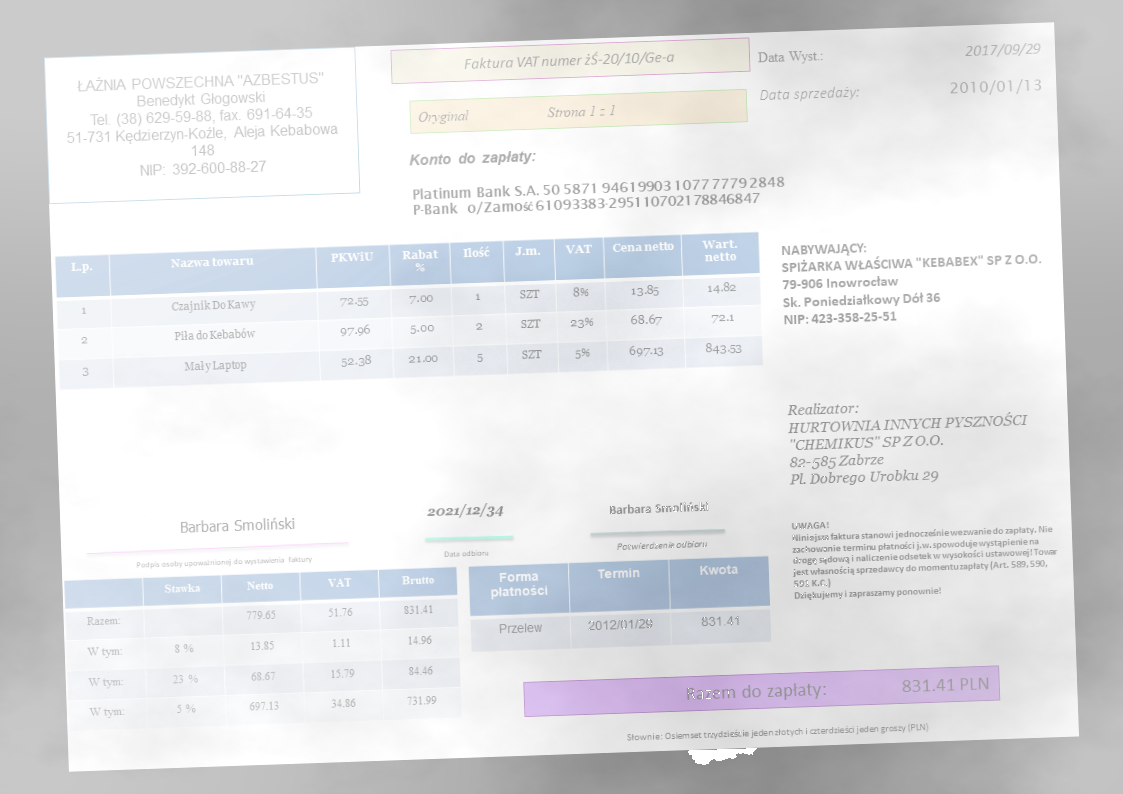 ŁAŹNIA POWSZECHNA "AZBESTUS"
Benedykt Głogowski
Tel. (38) 629-59-88, fax. 691-64-35
51-731 Kędzierzyn-Koźle, Aleja Kebabowa
148
NIP: 392-600-88-27
Faktura VAT numer żŚ-20/10/Ge-a
Oryginal Strona 1 z 1
Data Wyst.: 2017/09/29
Data sprzedaży: 2010/01/13
Konto do zapłaty:
Platinum Bank S.A. 50 5871 9461 9903 1077 7779 2848
P-Bank o/Zamość 61093383-295110702178846847
L.p. Nazwa towaru PKWiU Rabat % Ilość J.m. VAT Cena netto Wart. netto
1 Czajnik Do Kawy 72.55 7.00 1 SZT 8% 13.85 14.82
2 Piła do Kebabów 97.96 5.00 2 SZT 23% 68.67 72.1
3 Mały Laptop 52.38 21.00 5 SZT 5% 697.13 843.53
NABYWAJĄCY:
SPIŻARKA WŁAŚCIWA "KEBABEX" SP Z O.O.
79-906 Inowrocław
Sk. Poniedziałkowy Dół 36
NIP: 423-358-25-51
Realizator:
HURTOWNIA INNYCH PYSZNOŚCI
"CHEMIKUS" SP Z O.O.
82-585 Zabrze
Pl. Dobrego Urobku 29
Barbara Smoliński
Podpis osoby upoważnionej do wystawienia faktury
2021/12/34
Data odbioru
Barbara Smoliński
Potwierdzenie odbioru
UWAGA!
Niniejsza faktura stanowi jednocześnie wezwanie do zapłaty. Nie
zachowanie terminu płatności j.w. spowoduje wystąpienie na
drogę sądową i naliczenie odsetek w wysokości ustawowej! Towar
jest własnością sprzedawcy do momentu zapłaty (Art. 589, 590,
591 K.C.)
Dziękujemy i zapraszamy ponownie!
Stawka Netto VAT Brutto
Razem: 779.65 51.76 831.41
W tym: 8 % 13.85 1.11 14.96
W tym: 23 % 68.67 15.79 84.46
W tym: 5 % 697.13 34.86 731.99
Forma płatności Termin Kwota
Przelew 2012/01/29 831.41
Razem do zapłaty: 831.41 PLN
Słownie: Osiemset trzydzieści jeden złotych i czterdzieści jeden groszy (PLN)